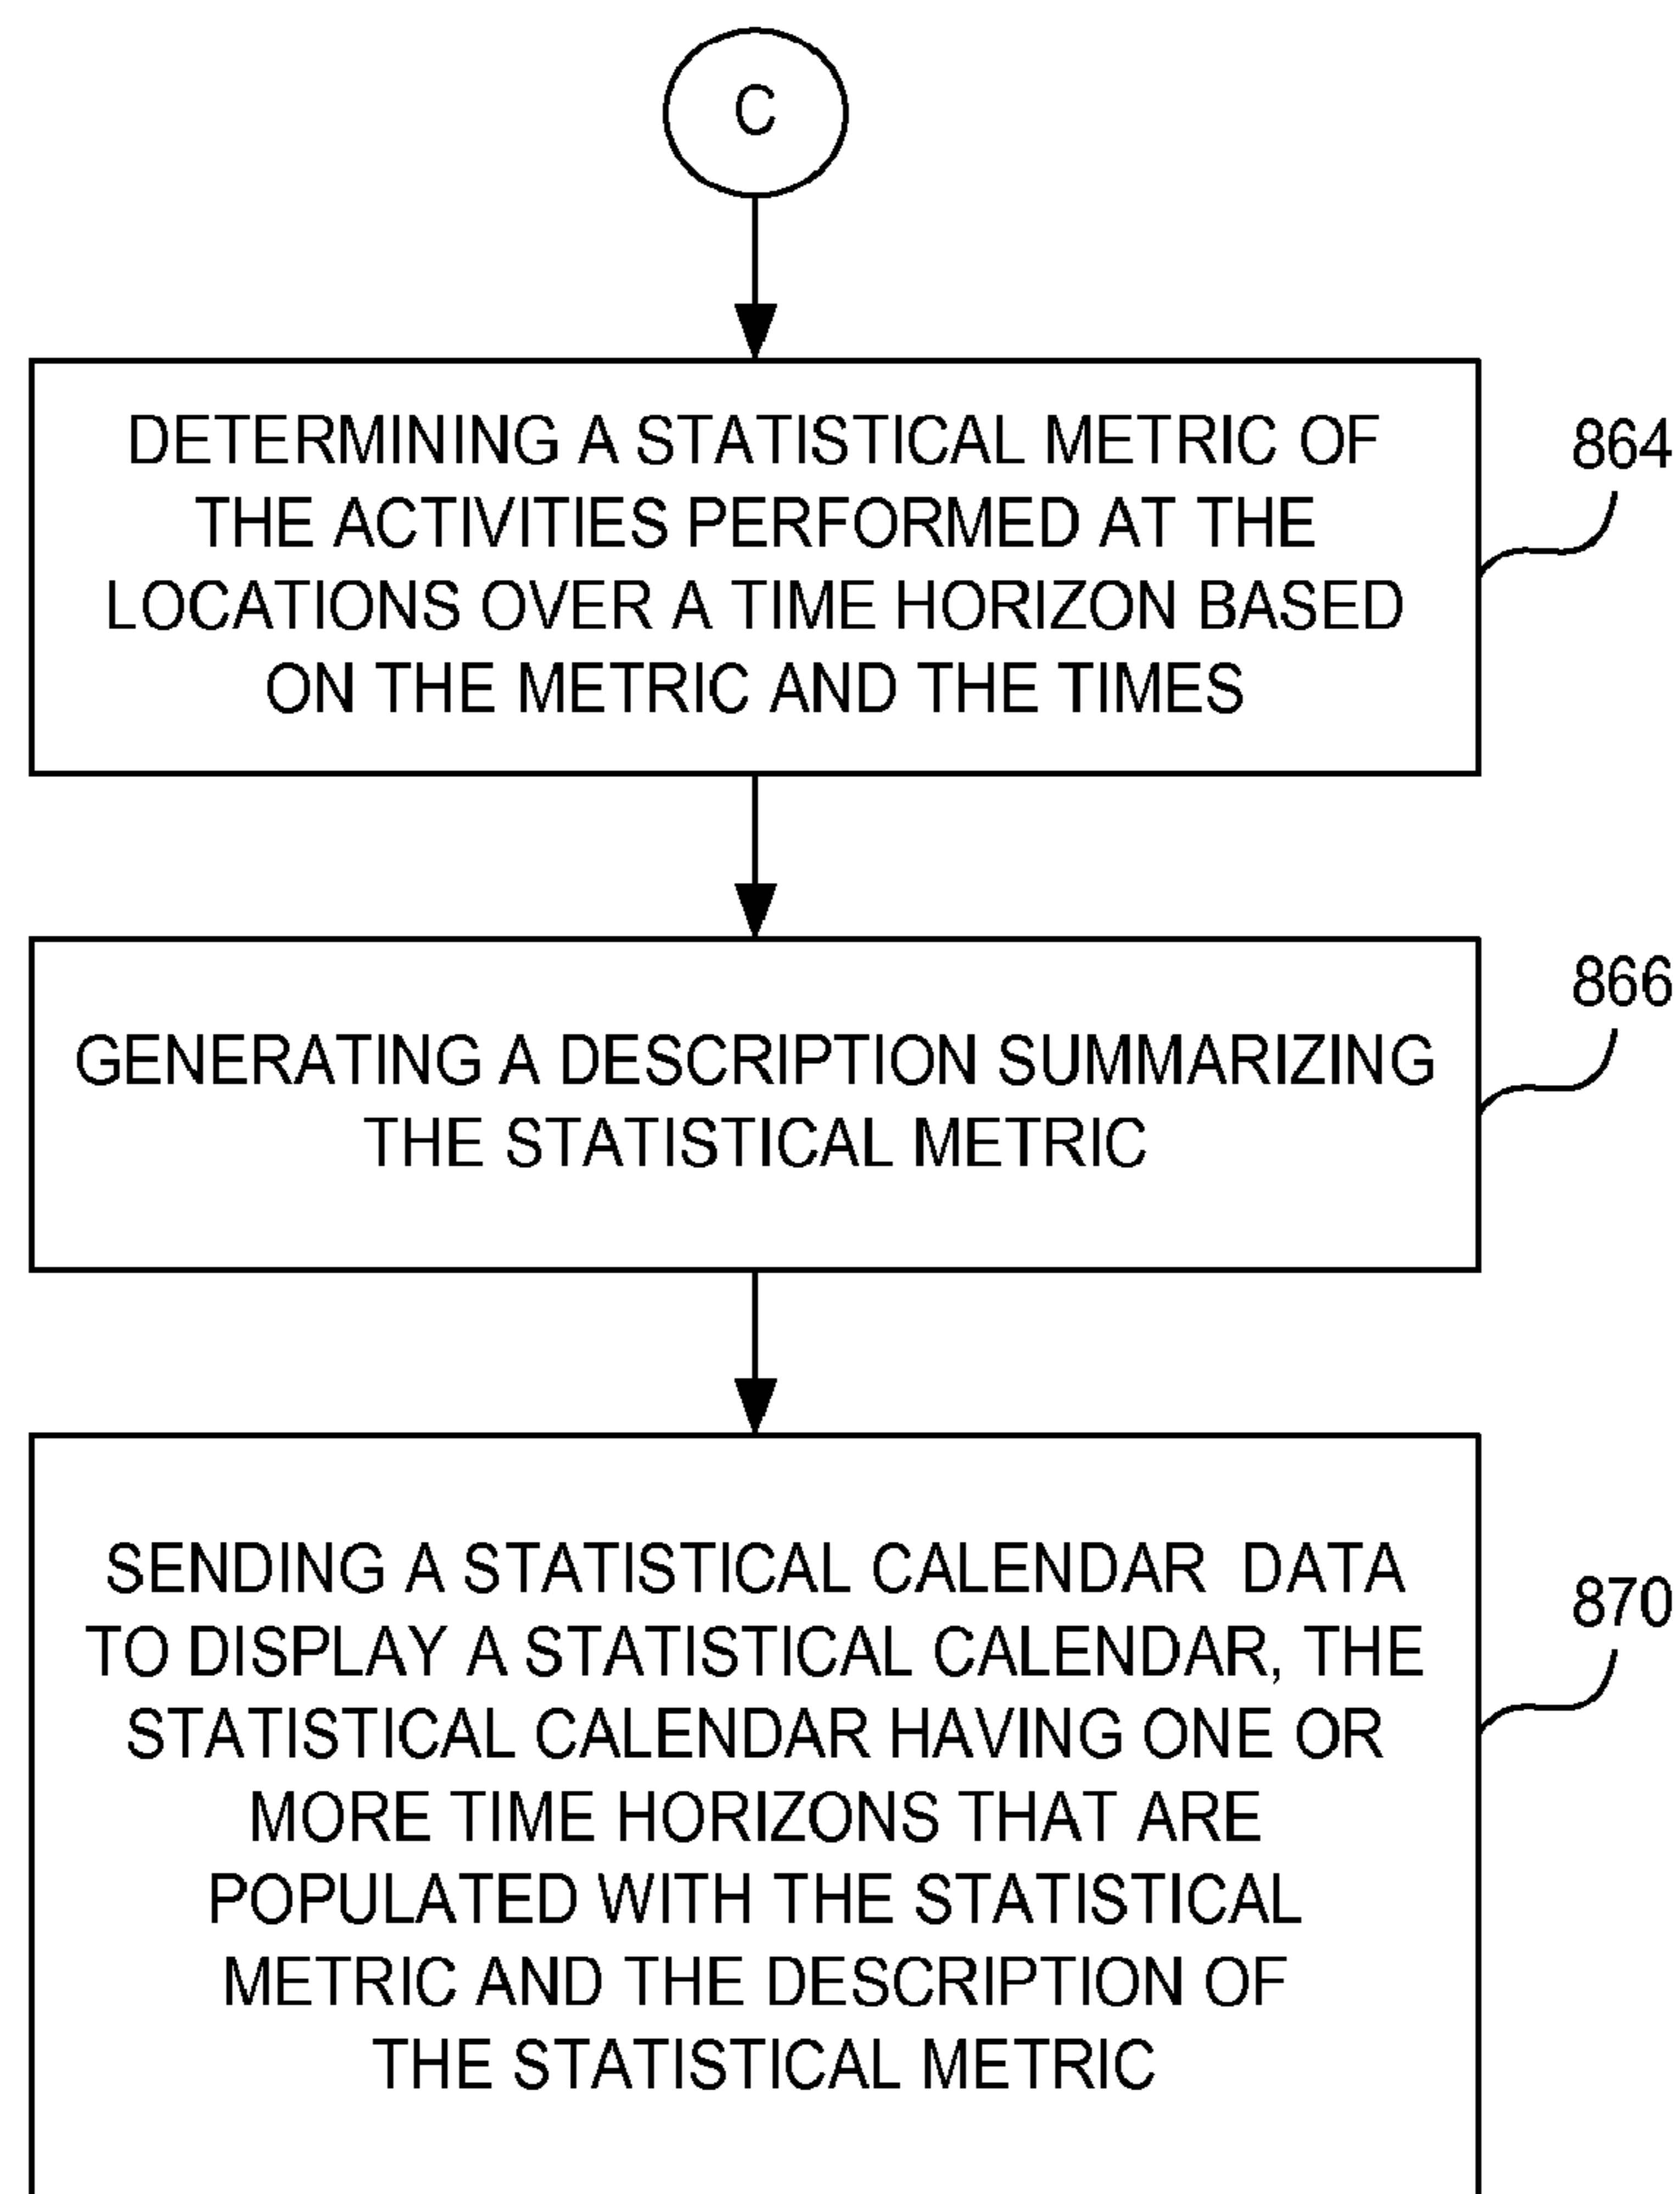 C
DETERMINING A STATISTICAL METRIC OF
THE ACTIVITIES PERFORMED AT THE
LOCATIONS OVER A TIME HORIZON BASED
ON THE METRIC AND THE TIMES
864
GENERATING A DESCRIPTION SUMMARIZING
THE STATISTICAL METRIC
866
SENDING A STATISTICAL CALENDAR DATA
TO DISPLAY A STATISTICAL CALENDAR, THE
STATISTICAL CALENDAR HAVING ONE OR
MORE TIME HORIZONS THAT ARE
POPULATED WITH THE STATISTICAL
METRIC AND THE DESCRIPTION OF
THE STATISTICAL METRIC
870